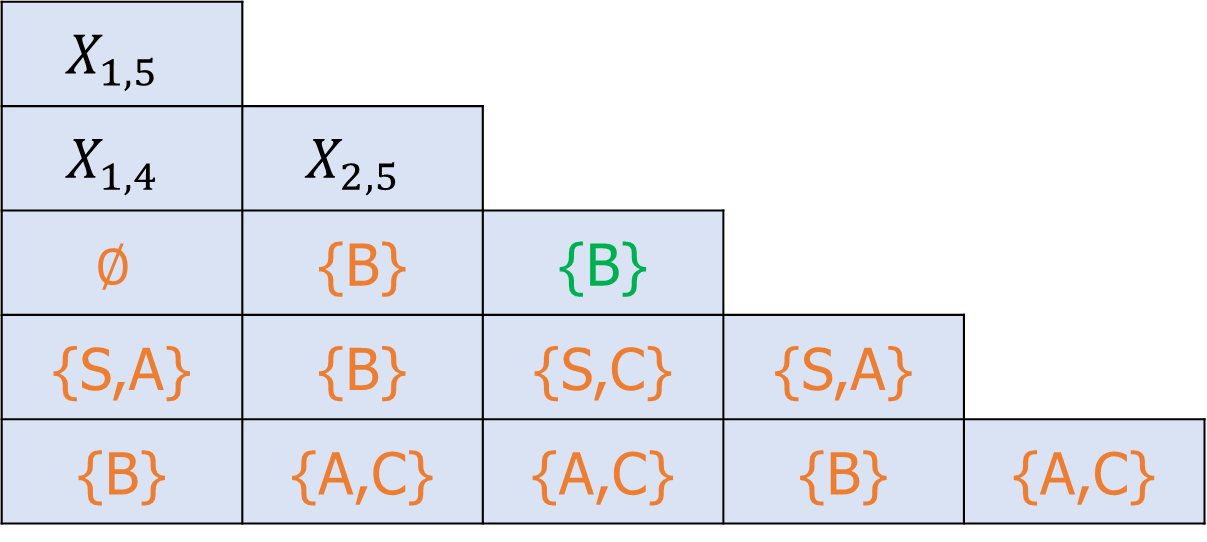 X1,5
X1,4 X2,5
∅ {B} {B}
{S,A} {B} {S,C} {S,A}
{B} {A,C} {A,C} {B} {A,C}